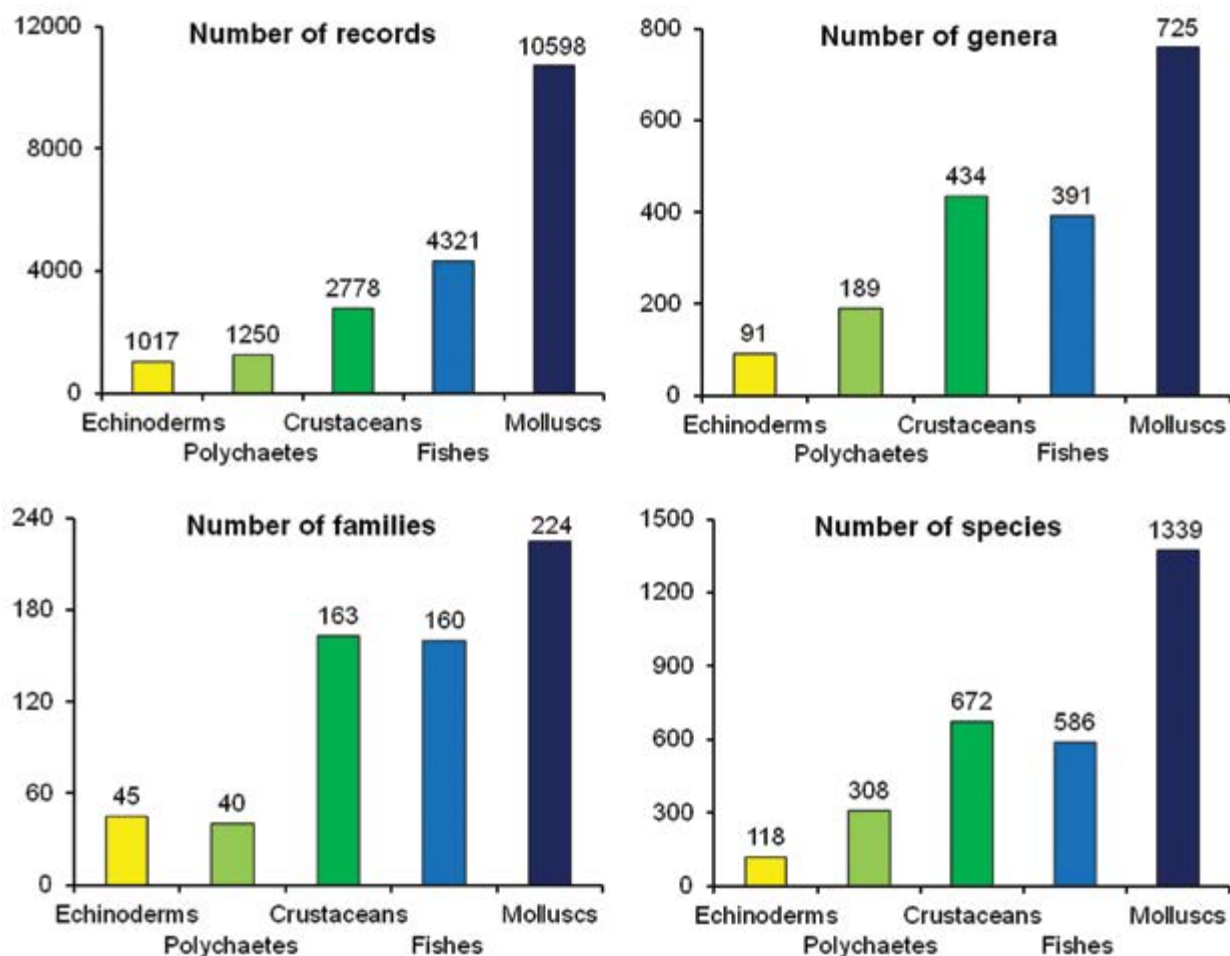 Number of records
12000
8000
4000
0
1017
1250
2778
4321
10598
Echinoderms
Polychaetes
Crustaceans
Fishes
Molluscs
Number of genera
800
600
400
200
0
91
189
434
391
725
Echinoderms
Polychaetes
Crustaceans
Fishes
Molluscs
Number of families
240
180
120
60
0
45
40
163
160
224
Echinoderms
Polychaetes
Crustaceans
Fishes
Molluscs
Number of species
1500
1200
900
600
300
0
118
308
672
586
1339
Echinoderms
Polychaetes
Crustaceans
Fishes
Molluscs